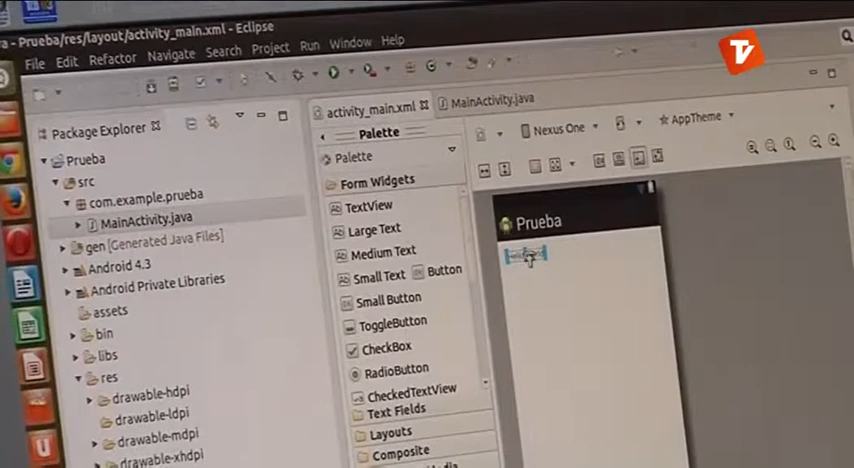 - Prueba/res/layout/activity_main.xml - Eclipse
File Edit Refactor Navigate Search Project Run Window Help
TV
activity_main.xml
MainActivity.java
Package Explorer
Palette
Nexus One
AppTheme
Prueba
Palette
src
Form Widgets
com.example.prueba
TextView
MainActivity.java
Large Text
Prueba
gen [Generated Java Files]
Medium Text
Android 4.3
Small Text
Button
Android Private Libraries
Small Button
assets
ToggleButton
bin
CheckBox
libs
RadioButton
res
CheckedTextView
drawable-hdpi
Text Fields
drawable-ldpi
Layouts
drawable-mdpi
Composite
drawable-xhdpi